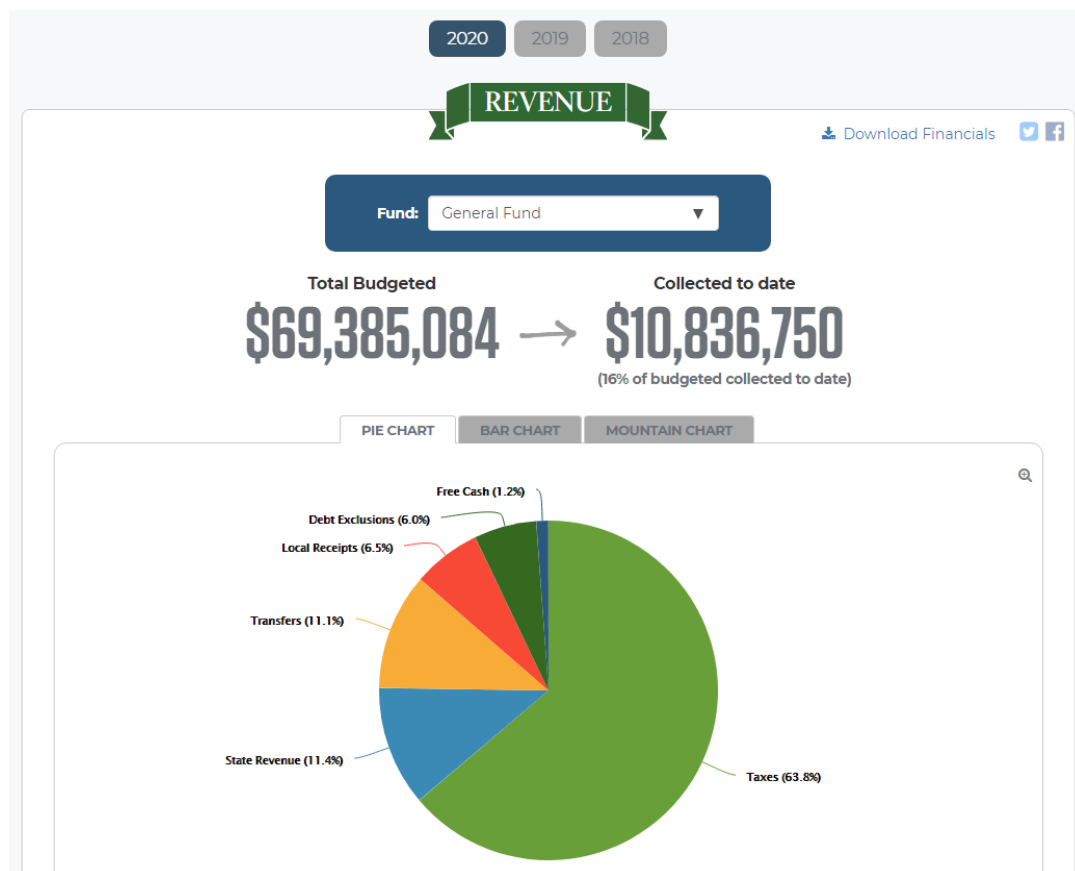 2020 2019 2018
REVENUE
Download Financials
Fund: General Fund
Total Budgeted Collected to date
$69,385,084 $10,836,750
(16% of budgeted collected to date)
PIE CHART BAR CHART MOUNTAIN CHART
Free Cash (1.2%)
Debt Exclusions (6.0%)
Local Receipts (6.5%)
Transfers (11.1%)
State Revenue (11.4%)
Taxes (63.8%)